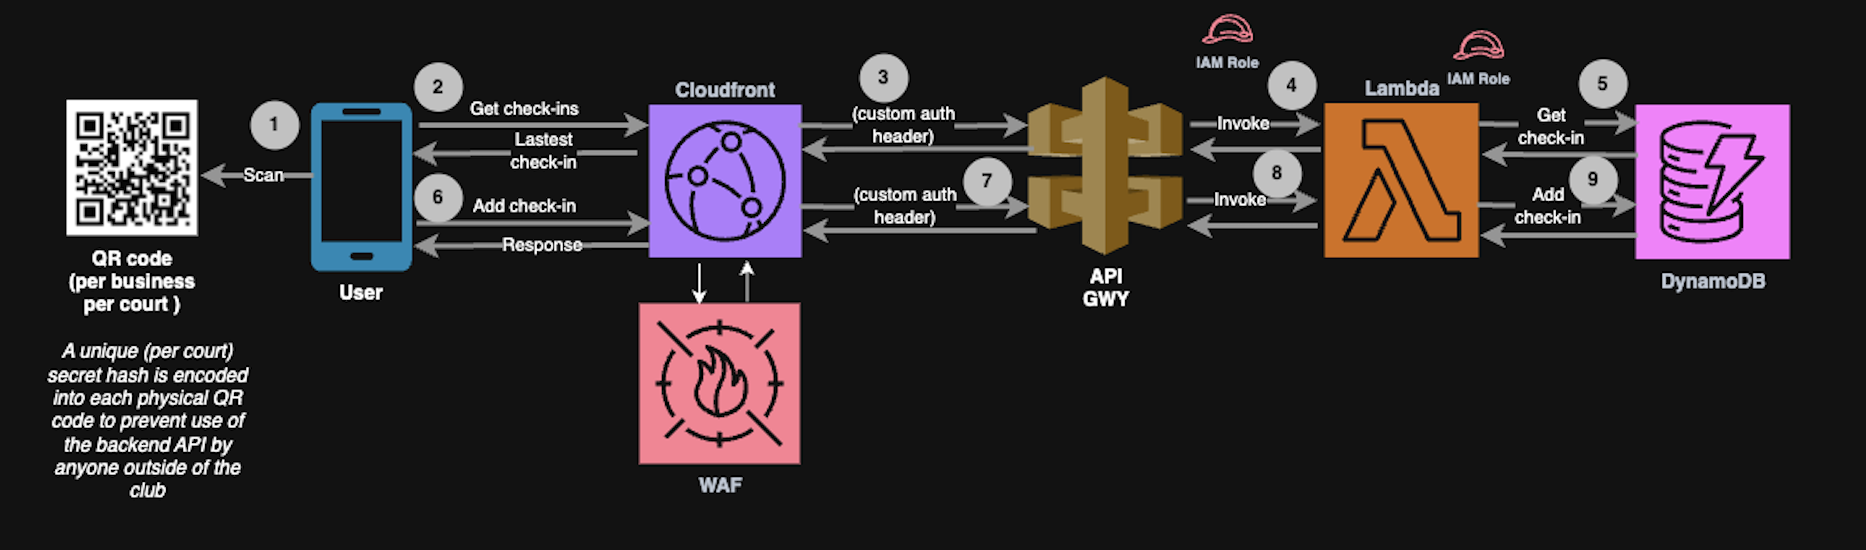 1
Scan
QR code
(per business
per court )
A unique (per court)
secret hash is encoded
into each physical QR
code to prevent use of
the backend API by
anyone outside of the
club
User
2
Get check-ins
Lastest
check-in
6
Add check-in
Response
Cloudfront
WAF
3
(custom auth
header)
7
(custom auth
header)
API
GWY
IAM Role
4
Invoke
8
Invoke
Lambda
IAM Role
5
Get
check-in
9
Add
check-in
DynamoDB